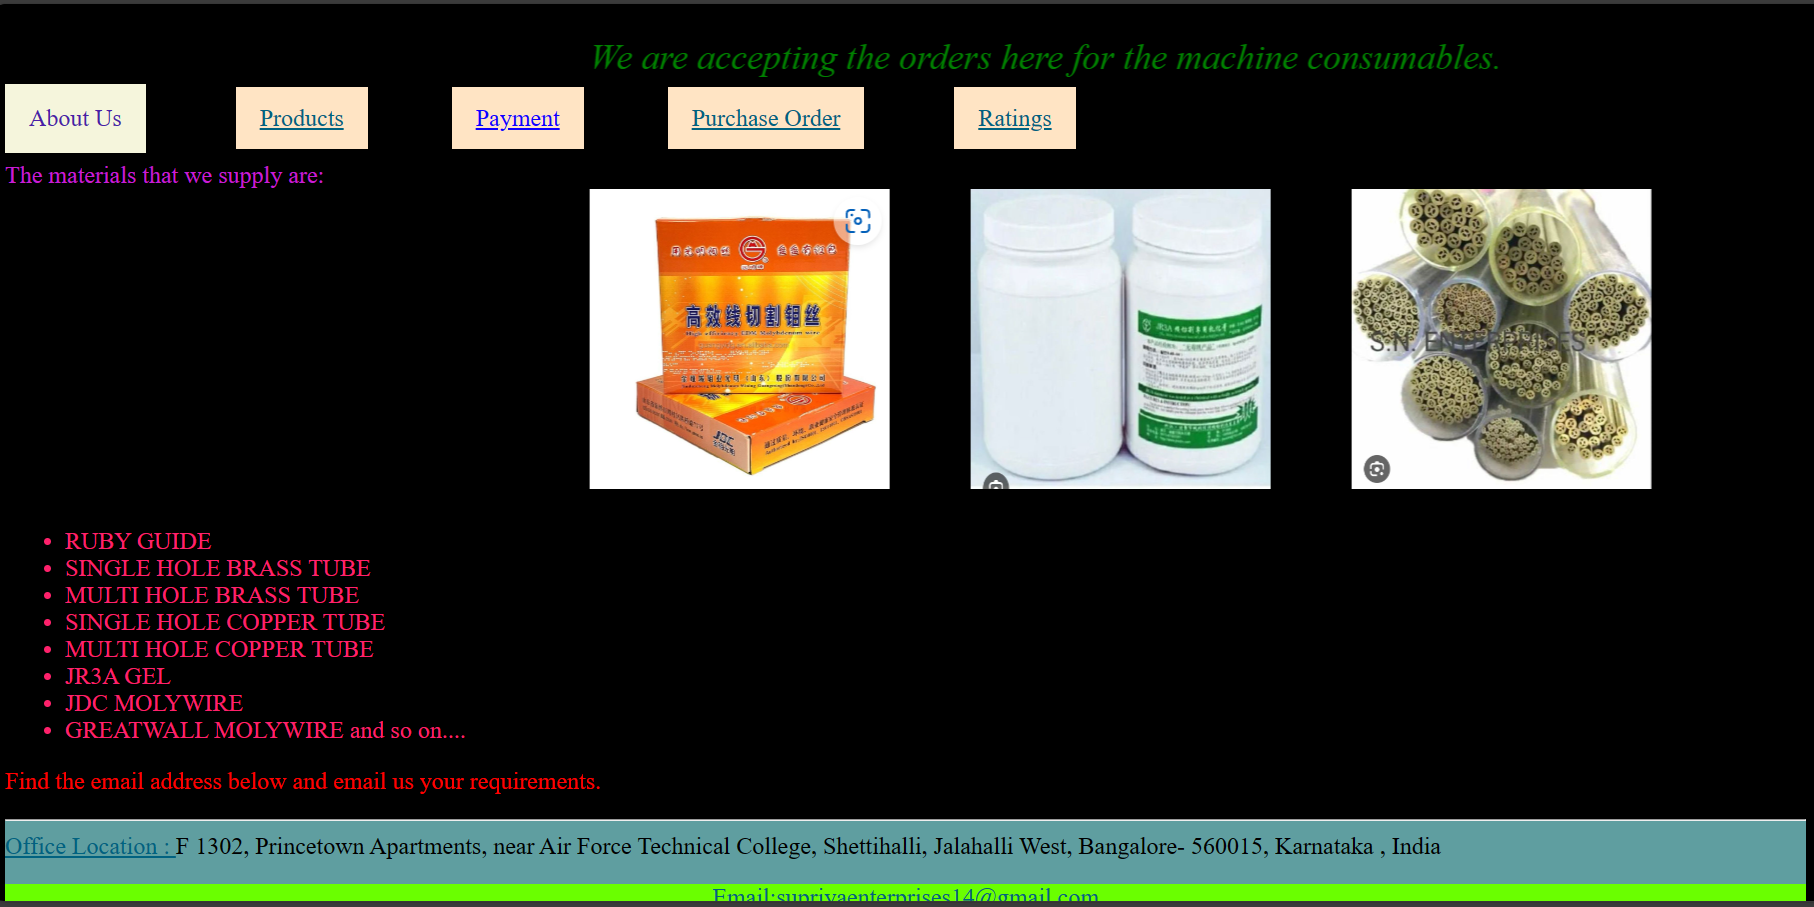 We are accepting the orders here for the machine consumables.
About Us
Products
Payment
Purchase Order
Ratings
The materials that we supply are:
高效线切割钼丝
JDC
JR3A
S.N. ENTERPRISES
RUBY GUIDE
SINGLE HOLE BRASS TUBE
MULTI HOLE BRASS TUBE
SINGLE HOLE COPPER TUBE
MULTI HOLE COPPER TUBE
JR3A GEL
JDC MOLYWIRE
GREATWALL MOLYWIRE and so on....
Find the email address below and email us your requirements.
Office Location : F 1302, Princetown Apartments, near Air Force Technical College, Shettihalli, Jalahalli West, Bangalore- 560015, Karnataka , India
Email:supriyaenterprises14@gmail.com